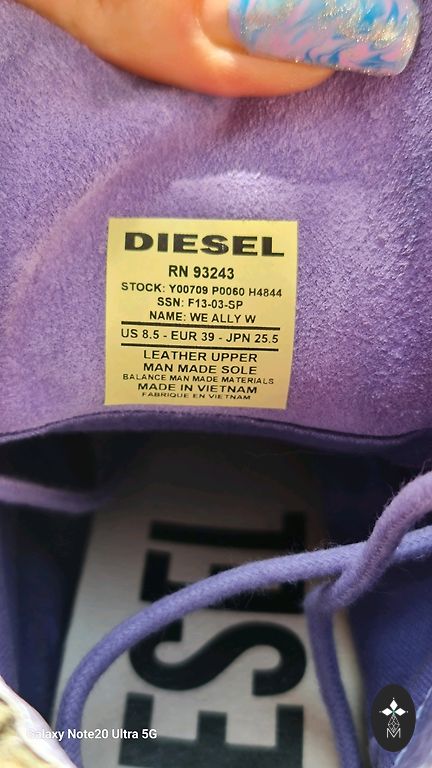 DIESEL
RN 93243
STOCK: Y00709 P0060 H4844
SSN: F13-03-SP
NAME: WE ALLY W
US 8.5 - EUR 39 - JPN 25.5
LEATHER UPPER
MAN MADE SOLE
BALANCE MAN MADE MATERIALS
MADE IN VIETNAM
FABRIQUE EN VIETNAM
ESEL
Galaxy Note20 Ultra 5G
M